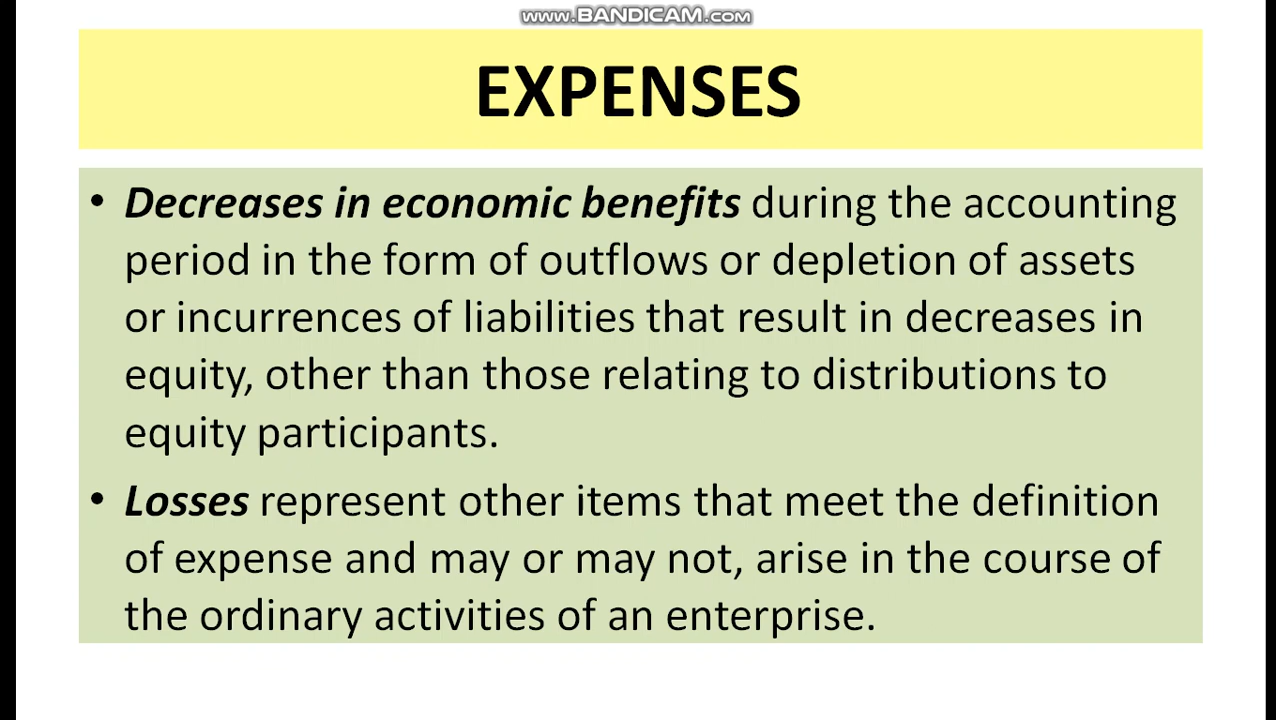 www.BANDICAM.com
EXPENSES
• Decreases in economic benefits during the accounting
period in the form of outflows or depletion of assets
or incurrences of liabilities that result in decreases in
equity, other than those relating to distributions to
equity participants.
• Losses represent other items that meet the definition
of expense and may or may not, arise in the course of
the ordinary activities of an enterprise.